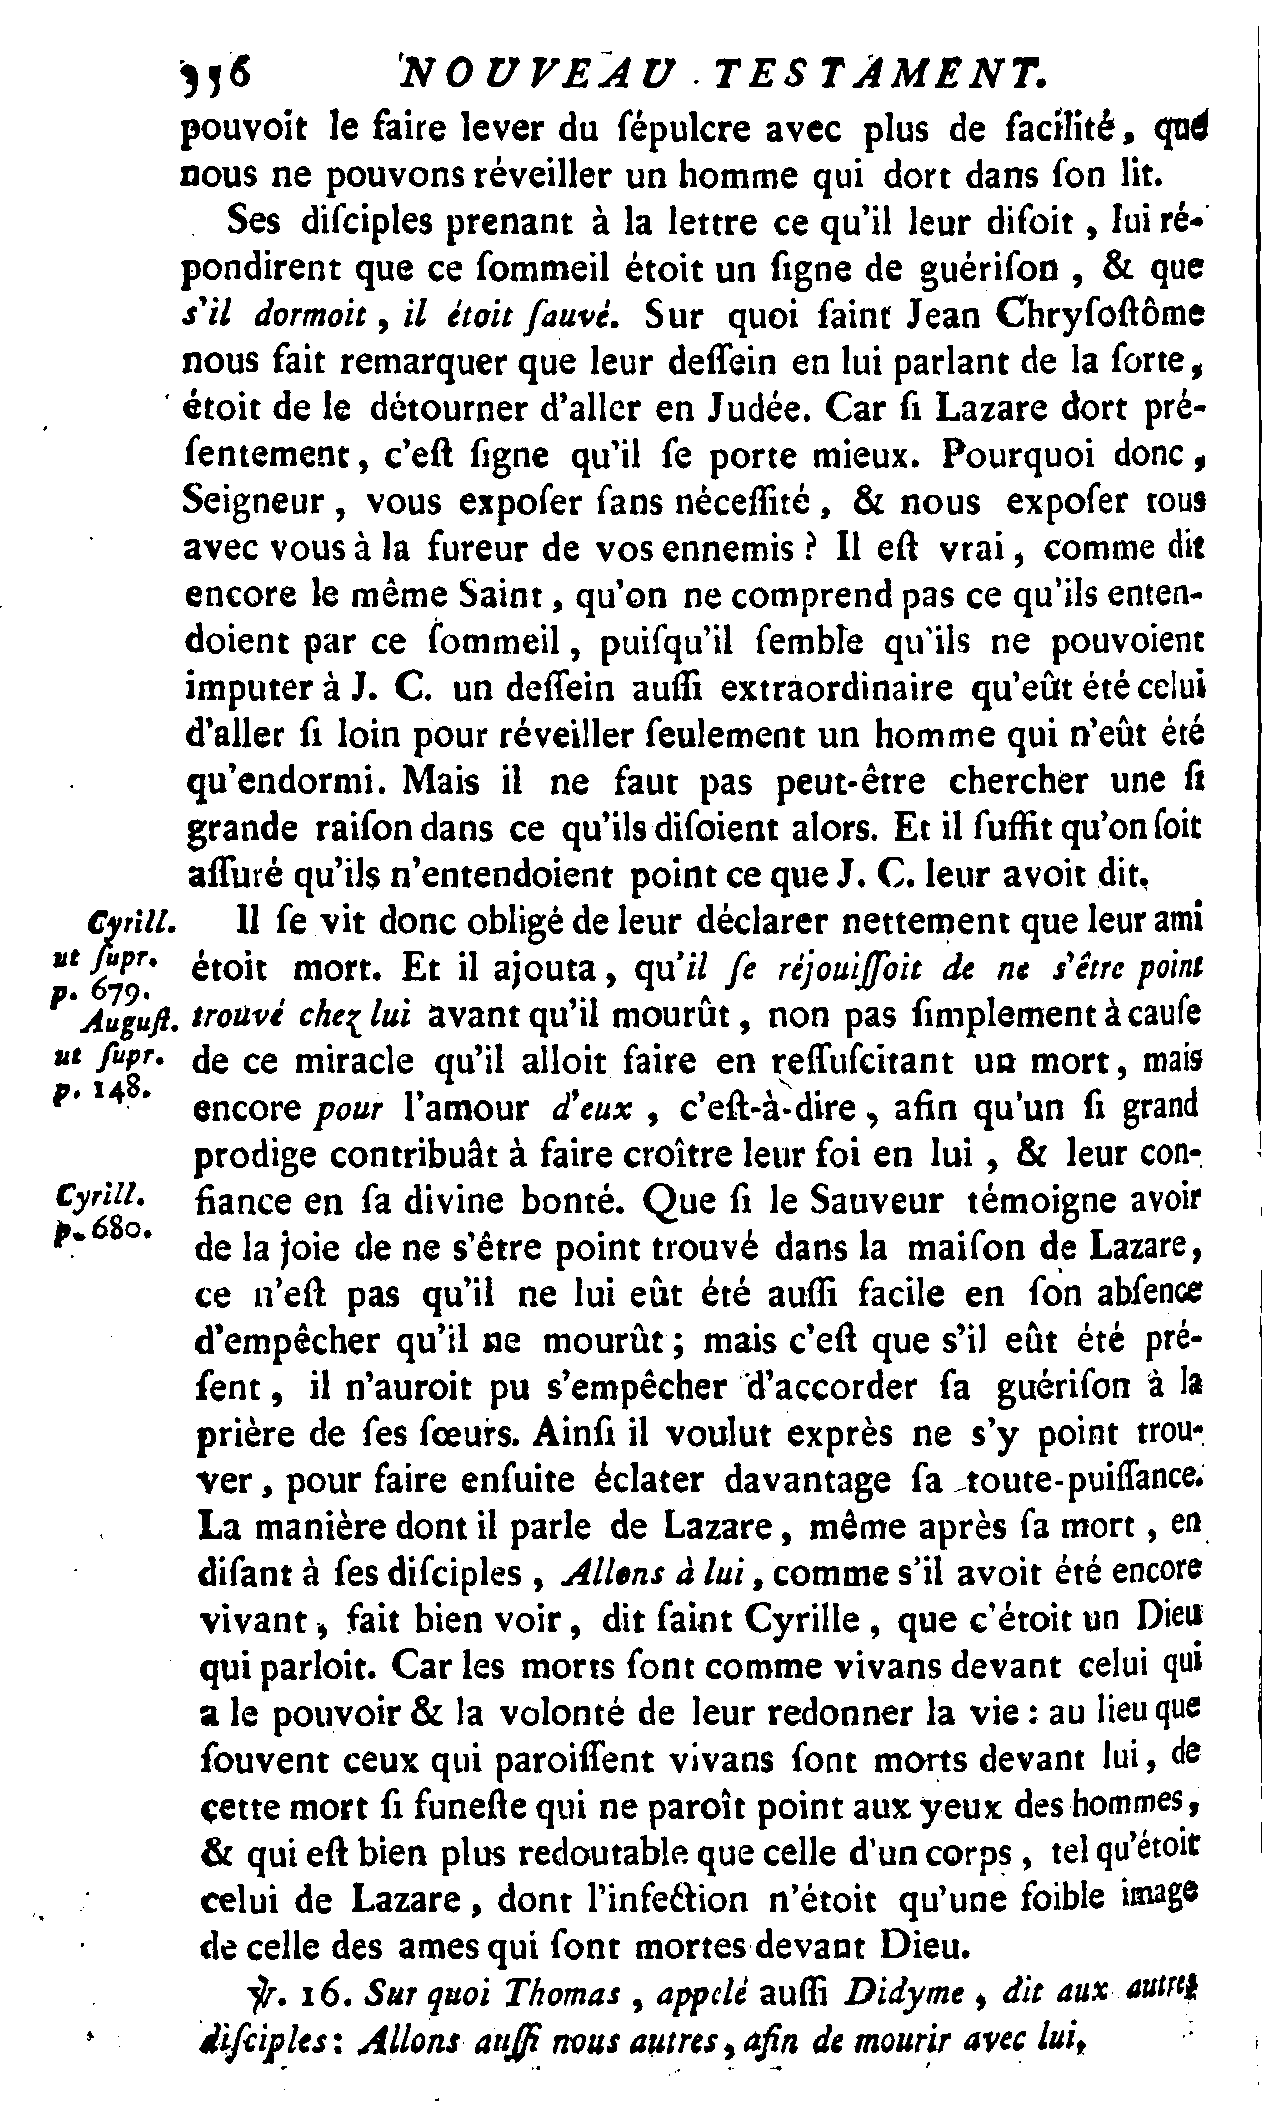 356 NOUVEAU TESTAMENT.
pouvoit le faire lever du ſépulcre avec plus de facilité, que
nous ne pouvons réveiller un homme qui dort dans ſon lit.
Ses diſciples prenant à la lettre ce qu'il leur diſoit, lui ré-
pondirent que ce ſommeil étoit un ſigne de guériſon, & que
s'il dormoit, il étoit ſauvé. Sur quoi ſaint Jean Chryſoſtôme
nous fait remarquer que leur deſſein en lui parlant de la ſorte,
étoit de le détourner d'aller en Judée. Car ſi Lazare dort pré-
ſentement, c'eſt ſigne qu'il ſe porte mieux. Pourquoi donc,
Seigneur, vous expoſer ſans néceſſité, & nous expoſer tous
avec vous à la fureur de vos ennemis ? Il eſt vrai, comme dit
encore le même Saint, qu'on ne comprend pas ce qu'ils enten-
doient par ce ſommeil, puiſqu'il ſemble qu'ils ne pouvoient
imputer à J. C. un deſſein auſſi extraordinaire qu'eût été celui
d'aller ſi loin pour réveiller ſeulement un homme qui n'eût été
qu'endormi. Mais il ne faut pas peut-être chercher une ſi
grande raiſon dans ce qu'ils diſoient alors. Et il ſuffit qu'on ſoit
aſſuré qu'ils n'entendoient point ce que J. C. leur avoit dit.
Cyrill.
ut ſupr.
p. 679.
Auguſt.
ut ſupr.
p. 148.
Il ſe vit donc obligé de leur déclarer nettement que leur ami
étoit mort. Et il ajouta, qu'il ſe réjouiſſoit de ne s'être point
trouvé chez lui avant qu'il mourût, non pas ſimplement à cauſe
de ce miracle qu'il alloit faire en reſſuſcitant un mort, mais
encore pour l'amour d'eux, c'eſt-à-dire, afin qu'un ſi grand
prodige contribuât à faire croître leur foi en lui, & leur con-
Cyrill.
p. 680.
fiance en ſa divine bonté. Que ſi le Sauveur témoigne avoir
de la joie de ne s'être point trouvé dans la maiſon de Lazare,
ce n'eſt pas qu'il ne lui eût été auſſi facile en ſon abſence
d'empêcher qu'il ne mourût ; mais c'eſt que s'il eût été pré-
ſent, il n'auroit pu s'empêcher d'accorder ſa guériſon à la
prière de ſes ſœurs. Ainſi il voulut exprès ne s'y point trou-
ver, pour faire enſuite éclater davantage ſa toute-puiſſance.
La manière dont il parle de Lazare, même après ſa mort, en
diſant à ſes diſciples, Allons à lui, comme s'il avoit été encore
vivant, fait bien voir, dit ſaint Cyrille, que c'étoit un Dieu
qui parloit. Car les morts ſont comme vivans devant celui qui
a le pouvoir & la volonté de leur redonner la vie : au lieu que
ſouvent ceux qui paroiſſent vivans ſont morts devant lui, de
cette mort ſi funeſte qui ne paroît point aux yeux des hommes,
& qui eſt bien plus redoutable que celle d'un corps, tel qu'étoit
celui de Lazare, dont l'infection n'étoit qu'une foible image
de celle des ames qui ſont mortes devant Dieu.
℣. 16. Sur quoi Thomas, appelé auſſi Didyme, dit aux autres
diſciples : Allons auſſi nous autres, afin de mourir avec lui,